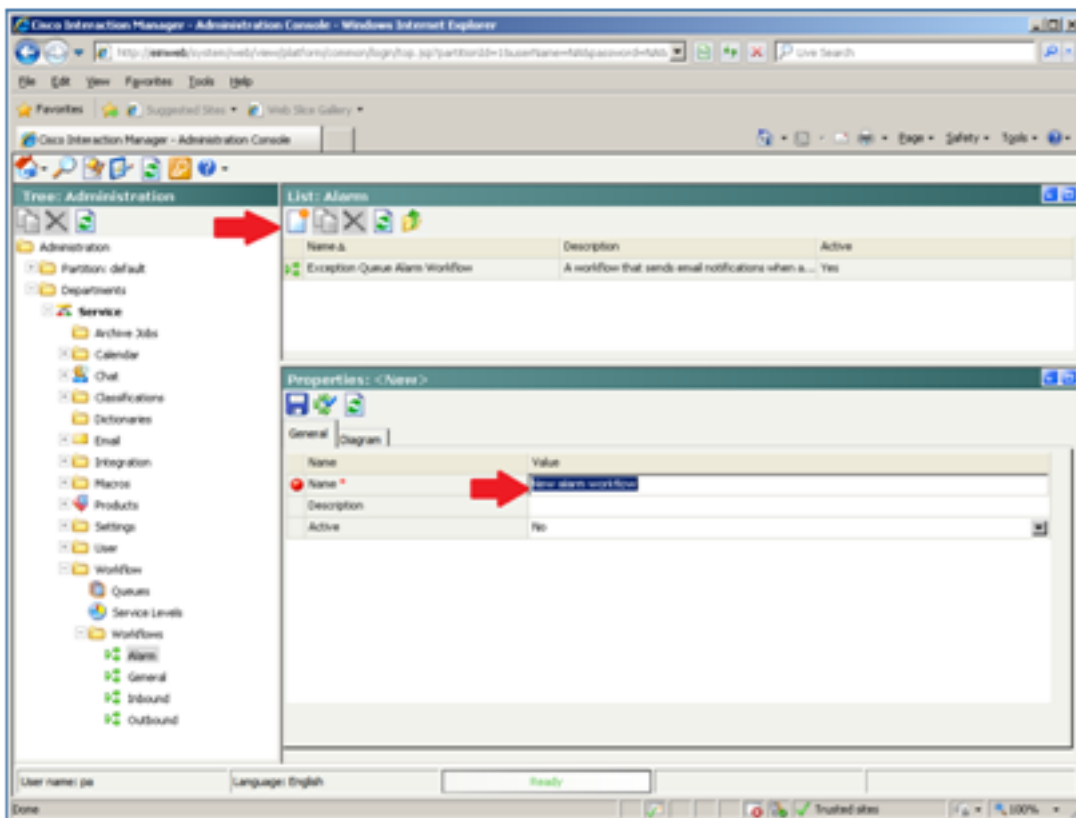 Cisco Interaction Manager - Administration Console - Windows Internet Explorer
Live Search
File Edit View Favorites Tools Help
Favorites Suggested Sites Web Slice Gallery
Cisco Interaction Manager - Administration Console
Page Safety Tools
Tree: Administration
List: Alarm
Name Description Active
Exception Queue Alarm Workflow A workflow that sends email notifications when a... Yes
Administration
Partition: default
Departments
Service
Archive Jobs
Calendar
Chat
Classifications
Dictionaries
Email
Integration
Macros
Products
Settings
User
Workflow
Queues
Service Levels
Workflows
Alarm
General
Inbound
Outbound
Properties: <New>
General Diagram
Name Value
Name * New alarm workflow
Description
Active No
User name: pa Language: English Ready
Done Trusted sites 100%